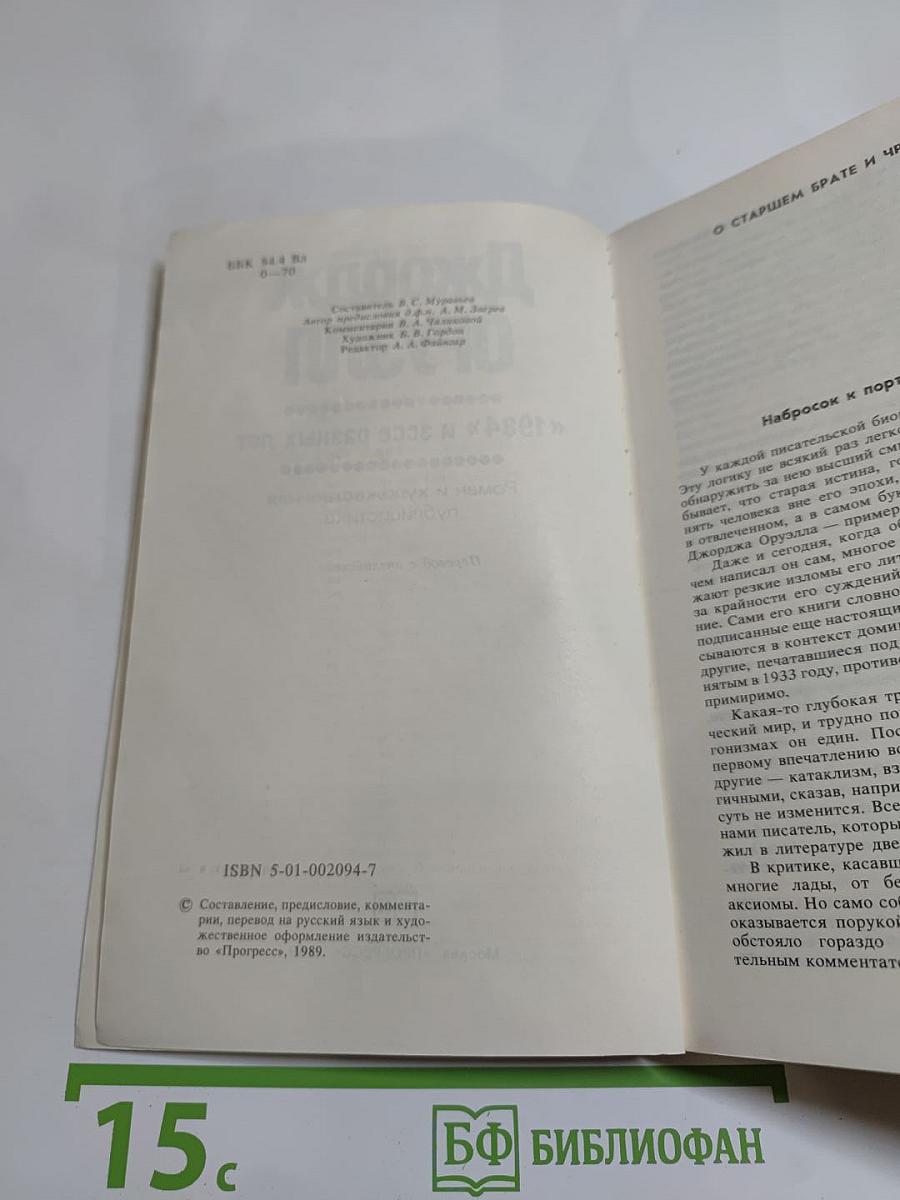 ББК 84.4 Вл
О—70
Составитель В. С. Муравьев
Автор предисловия д.ф.н. А. М. Зверев
Комментарии В. А. Чаликовой
Художник Б. В. Гордон
Редактор А. А. Файнгар
ISBN 5-01-002094-7
© Составление, предисловие, коммента-
рии, перевод на русский язык и худо-
жественное оформление издательст-
во «Прогресс», 1989.
О СТАРШЕМ БРАТЕ И
Набросок к порт
У каждой писательской био
Эту логику не всякий раз легк
обнаружить за нею высший см
бывает, что старая истина, го
нять человека вне его эпохи,
в отвлеченном, а в самом бук
Джорджа Оруэлла — пример
Даже и сегодня, когда об
чем написал он сам, многое
жают резкие изломы его лит
за крайности его суждений
ние. Сами его книги словно
подписанные еще настоящи
сываются в контекст доми
другие, печатавшиеся под
нятым в 1933 году, против
примиримо.
Какая-то глубокая тр
ческий мир, и трудно по
гонизмах он един. Пос
первому впечатлению во
другие — катаклизм, вз
гичными, сказав, напри
суть не изменится. Все
нами писатель, которы
жил в литературе две
В критике, касавш
многие лады, от бе
аксиомы. Но само соб
оказывается порукой
обстояло гораздо
тельным комментат
15 с
БФ БИБЛИОФАН